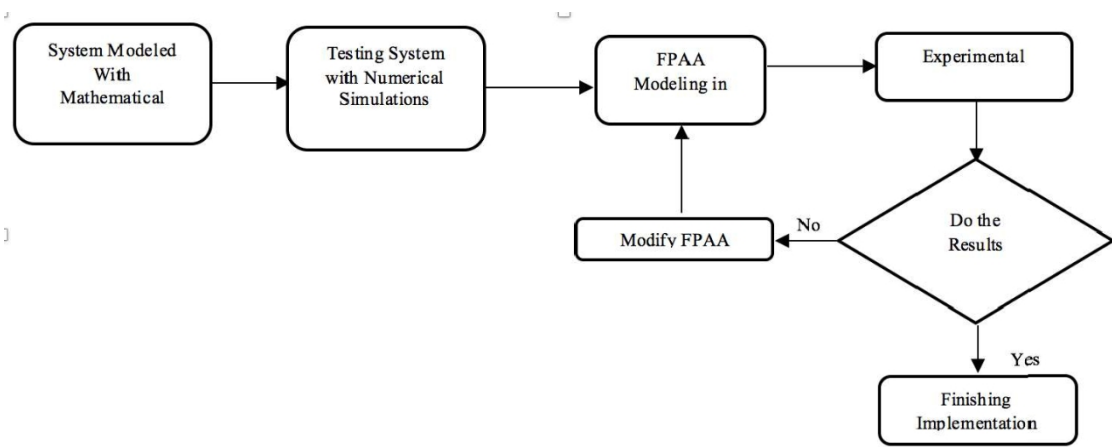 System Modeled
With
Mathematical
Testing System
with Numerical
Simulations
FPAA
Modeling in
Experimental
Do the
Results
No
Modify FPAA
Yes
Finishing
Implementation